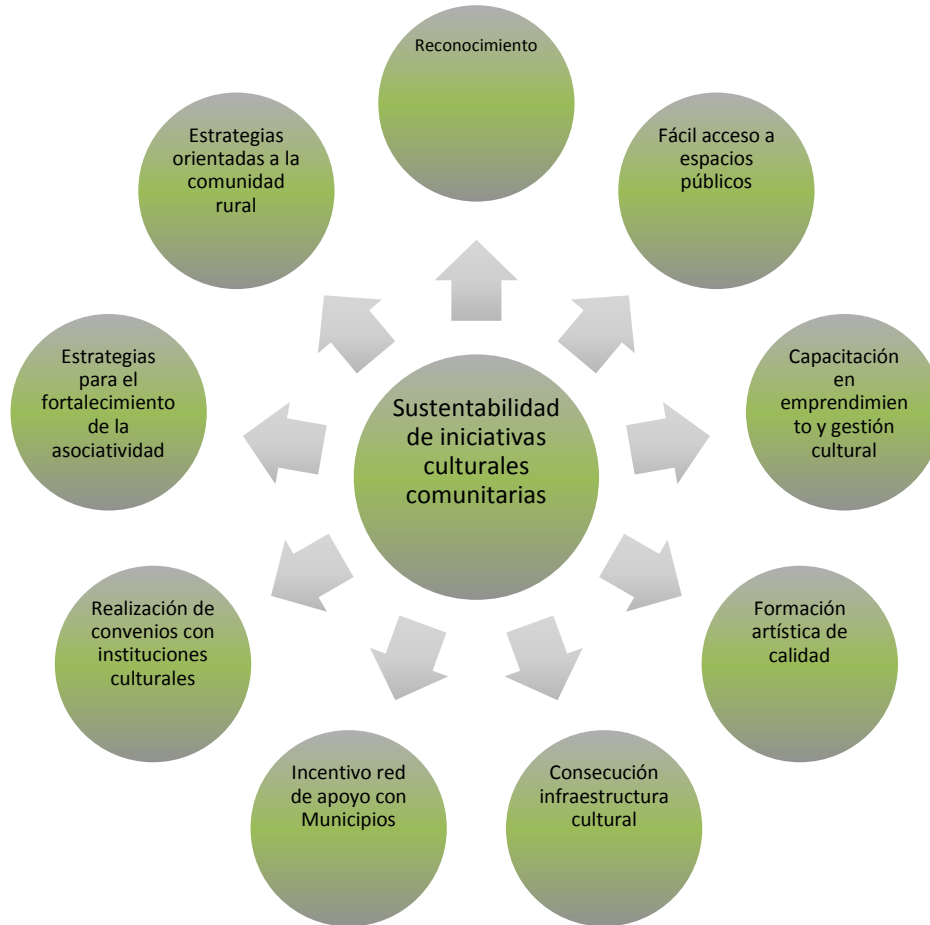 Reconocimiento
Fácil acceso a
espacios
públicos
Capacitación
en
emprendimien
to y gestión
cultural
Formación
artística de
calidad
Consecución
infraestructura
cultural
Incentivo red
de apoyo con
Municipios
Realización de
convenios con
instituciones
culturales
Estrategias
para el
fortalecimiento
de la
asociatividad
Estrategias
orientadas a la
comunidad
rural
Sustentabilidad
de iniciativas
culturales
comunitarias